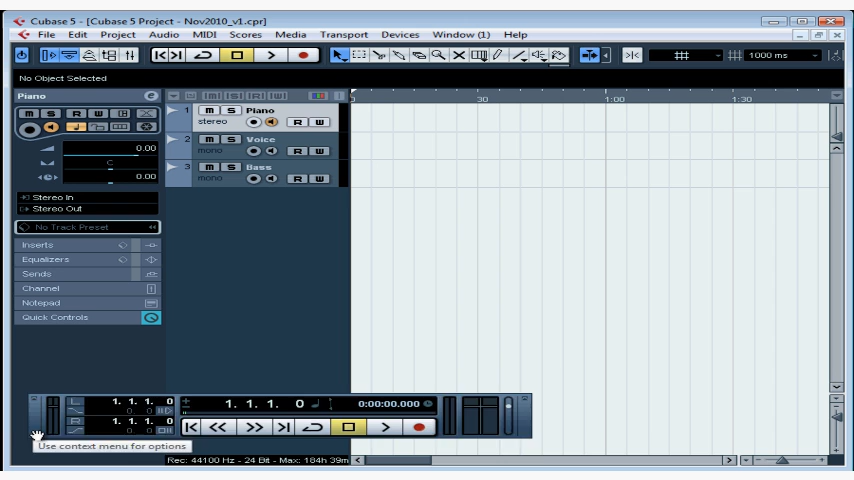 Cubase 5 - [Cubase 5 Project - Nov2010_v1.cpr]
File Edit Project Audio MIDI Scores Media Transport Devices Window (1) Help
1000 ms
No Object Selected
Piano
m S R W
0.00
C
0.00
Stereo In
Stereo Out
No Track Preset
Inserts
Equalizers
Sends
Channel
Notepad
Quick Controls
m S R W
1 m S Piano
stereo R W
2 m S Voice
mono R W
3 m S Bass
mono R W
30 1:00 1:30
L 1. 1. 1. 0
0. 0
R 1. 1. 1. 0
0. 0
1. 1. 1. 0 0:00:00.000
Use context menu for options
Rec: 44100 Hz - 24 Bit - Max: 184h 39m